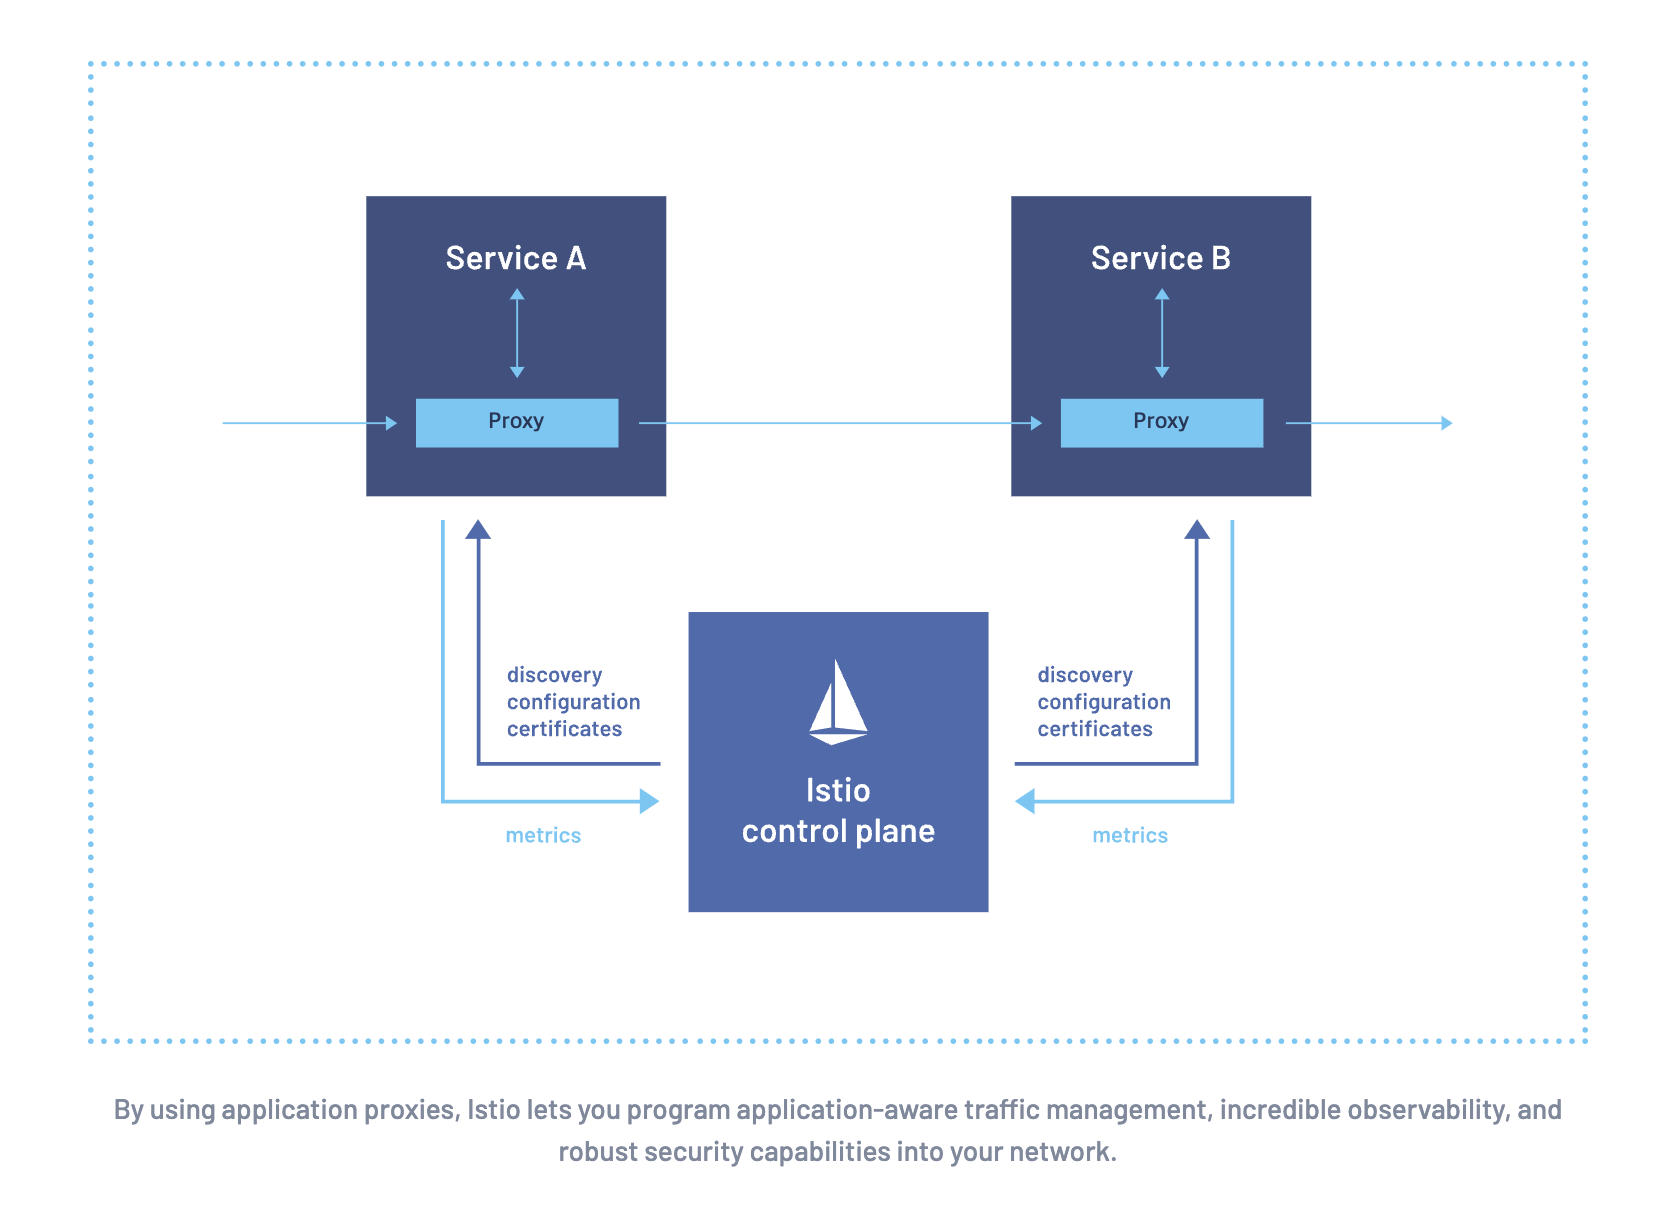 Service A
Service B
Proxy
Proxy
discovery
configuration
certificates
discovery
configuration
certificates
Istio
control plane
metrics
metrics
By using application proxies, Istio lets you program application-aware traffic management, incredible observability, and
robust security capabilities into your network.